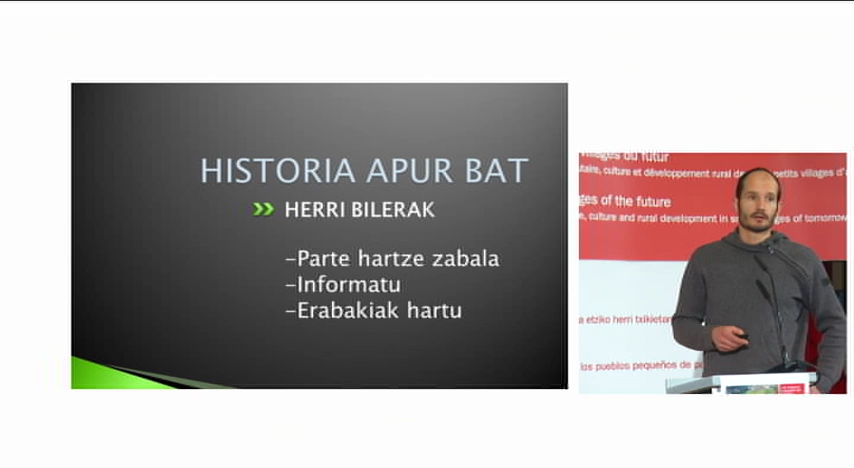 HISTORIA APUR BAT
HERRI BILERAK
-Parte hartze zabala
-Informatu
-Erabakiak hartu
villages du futur
culture et développement rural petits villages d'
ges of the future
culture and rural development in ges of tomorrow
a etziko herri txikietan
los pueblos pequeños de